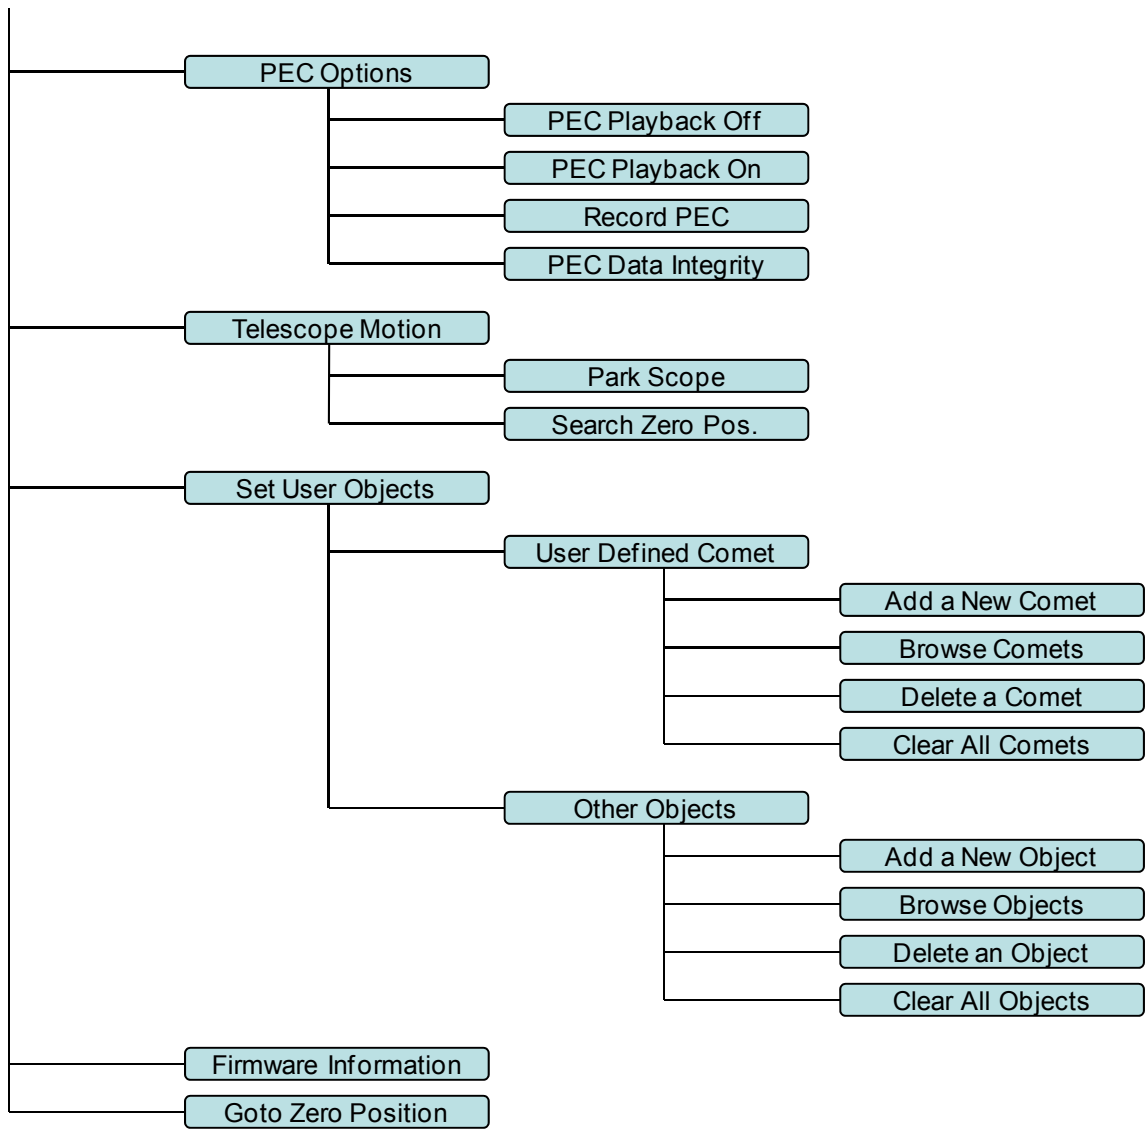 PEC Options
PEC Playback Off
PEC Playback On
Record PEC
PEC Data Integrity
Telescope Motion
Park Scope
Search Zero Pos.
Set User Objects
User Defined Comet
Add a New Comet
Browse Comets
Delete a Comet
Clear All Comets
Other Objects
Add a New Object
Browse Objects
Delete an Object
Clear All Objects
Firmware Information
Goto Zero Position